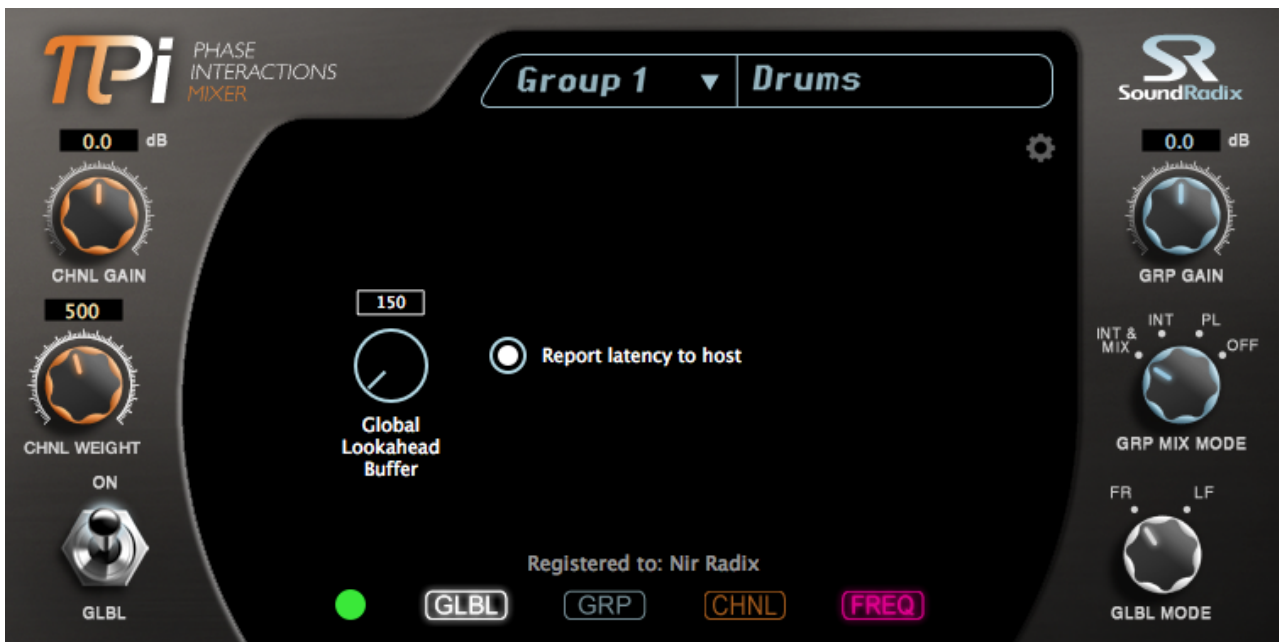 πPi PHASE
INTERACTIONS
MIXER
Group 1 ▼ Drums
SR
SoundRadix
0.0 dB
CHNL GAIN
500
CHNL WEIGHT
ON
GLBL
150
Global
Lookahead
Buffer
Report latency to host
Registered to: Nir Radix
GLBL GRP CHNL FREQ
0.0 dB
GRP GAIN
INT &
MIX
INT
PL
OFF
GRP MIX MODE
FR
LF
GLBL MODE